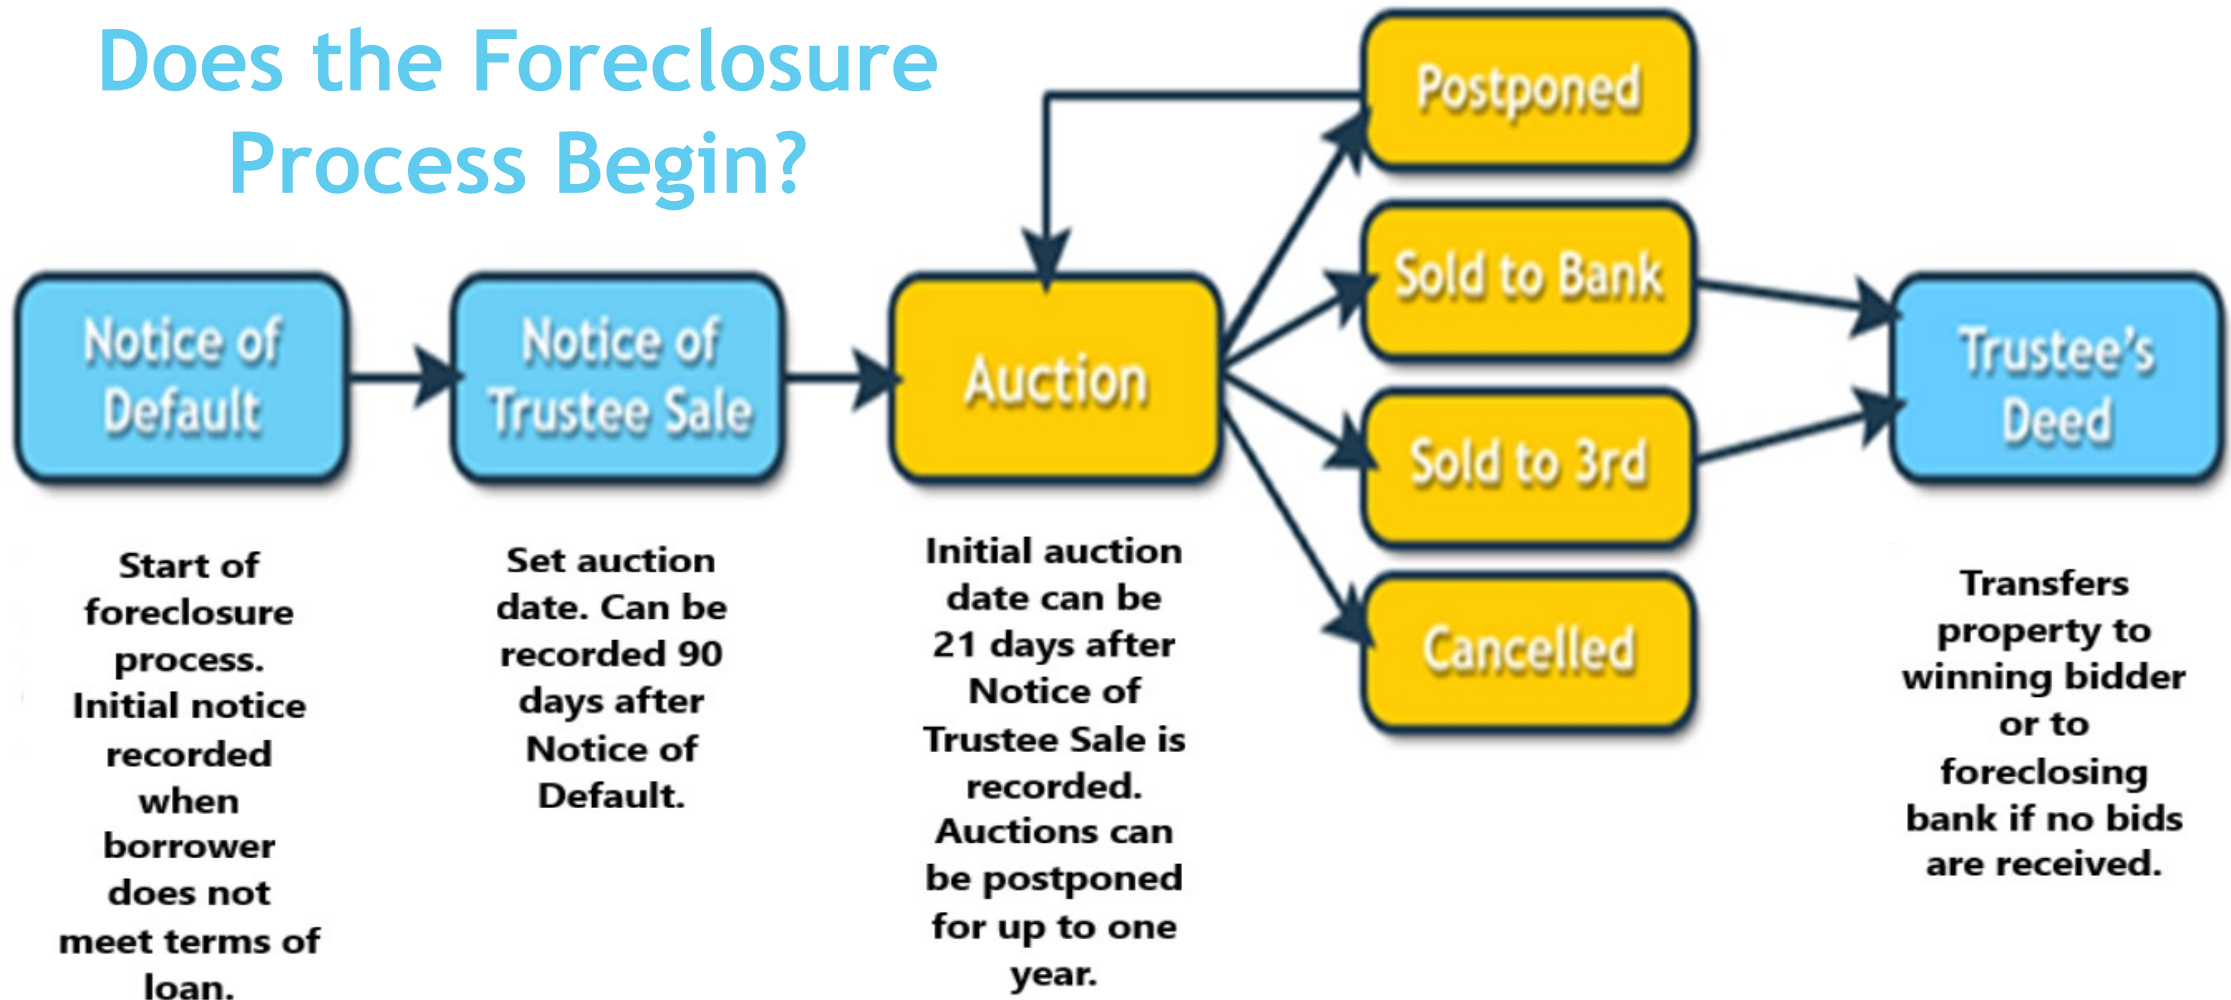 Does the Foreclosure
Process Begin?
Postponed
Sold to Bank
Sold to 3rd
Cancelled
Notice of
Default
Notice of
Trustee Sale
Auction
Trustee's
Deed
Start of
foreclosure
process.
Initial notice
recorded
when
borrower
does not
meet terms of
loan.
Set auction
date. Can be
recorded 90
days after
Notice of
Default.
Initial auction
date can be
21 days after
Notice of
Trustee Sale is
recorded.
Auctions can
be postponed
for up to one
year.
Transfers
property to
winning bidder
or to
foreclosing
bank if no bids
are received.